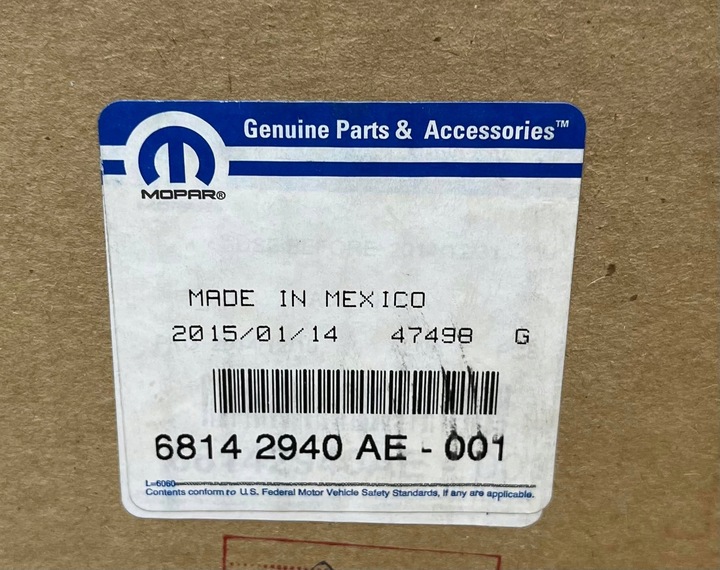 Genuine Parts & Accessories™
MOPAR®
MADE IN MEXICO
2015/01/14 47498 G
6814 2940 AE - 001
L-6060
Contents conform to U.S. Federal Motor Vehicle Safety Standards, if any are applicable.